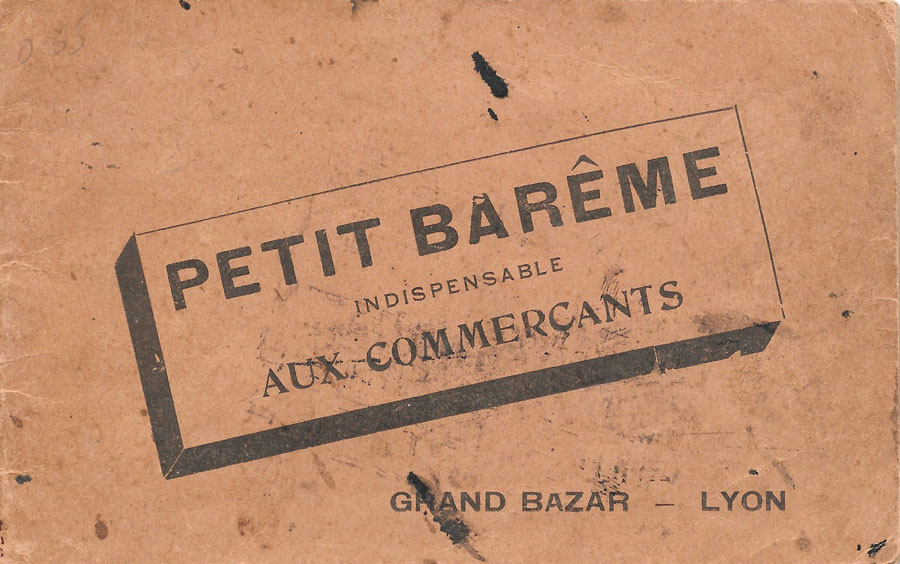 PETIT BARÊME
INDISPENSABLE
AUX COMMERÇANTS
GRAND BAZAR – LYON